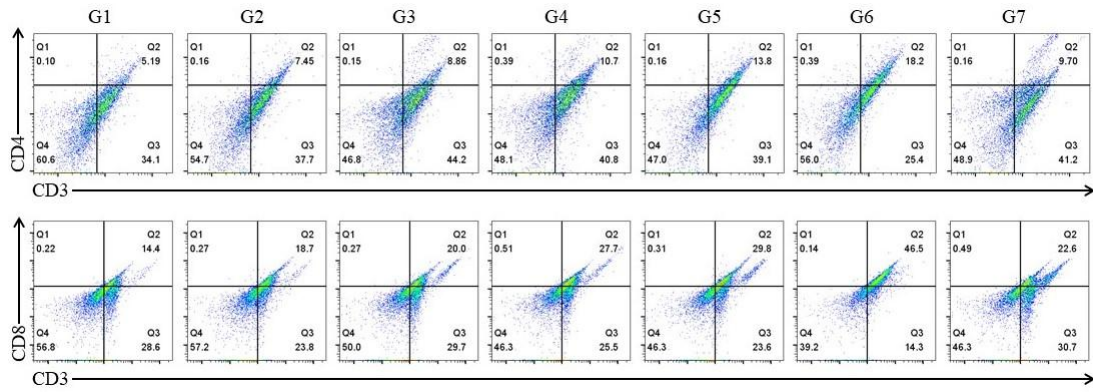 G1 G2 G3 G4 G5 G6 G7
Q1 Q2 Q1 Q2 Q1 Q2 Q1 Q2 Q1 Q2 Q1 Q2 Q1 Q2
0.10 5.19 0.16 7.45 0.15 8.86 0.39 10.7 0.16 13.8 0.39 18.2 0.16 9.70
CD4
Q4 Q3 Q4 Q3 Q4 Q3 Q4 Q3 Q4 Q3 Q4 Q3 Q4 Q3
60.6 34.1 54.7 37.7 46.8 44.2 48.1 40.8 47.0 39.1 56.0 25.4 48.9 41.2
CD3
Q1 Q2 Q1 Q2 Q1 Q2 Q1 Q2 Q1 Q2 Q1 Q2 Q1 Q2
0.22 14.4 0.27 18.7 0.27 20.0 0.51 27.7 0.31 29.8 0.14 46.5 0.49 22.6
CD8
Q4 Q3 Q4 Q3 Q4 Q3 Q4 Q3 Q4 Q3 Q4 Q3 Q4 Q3
56.8 28.6 57.2 23.8 50.0 29.7 46.3 25.5 46.3 23.6 39.2 14.3 46.3 30.7
CD3